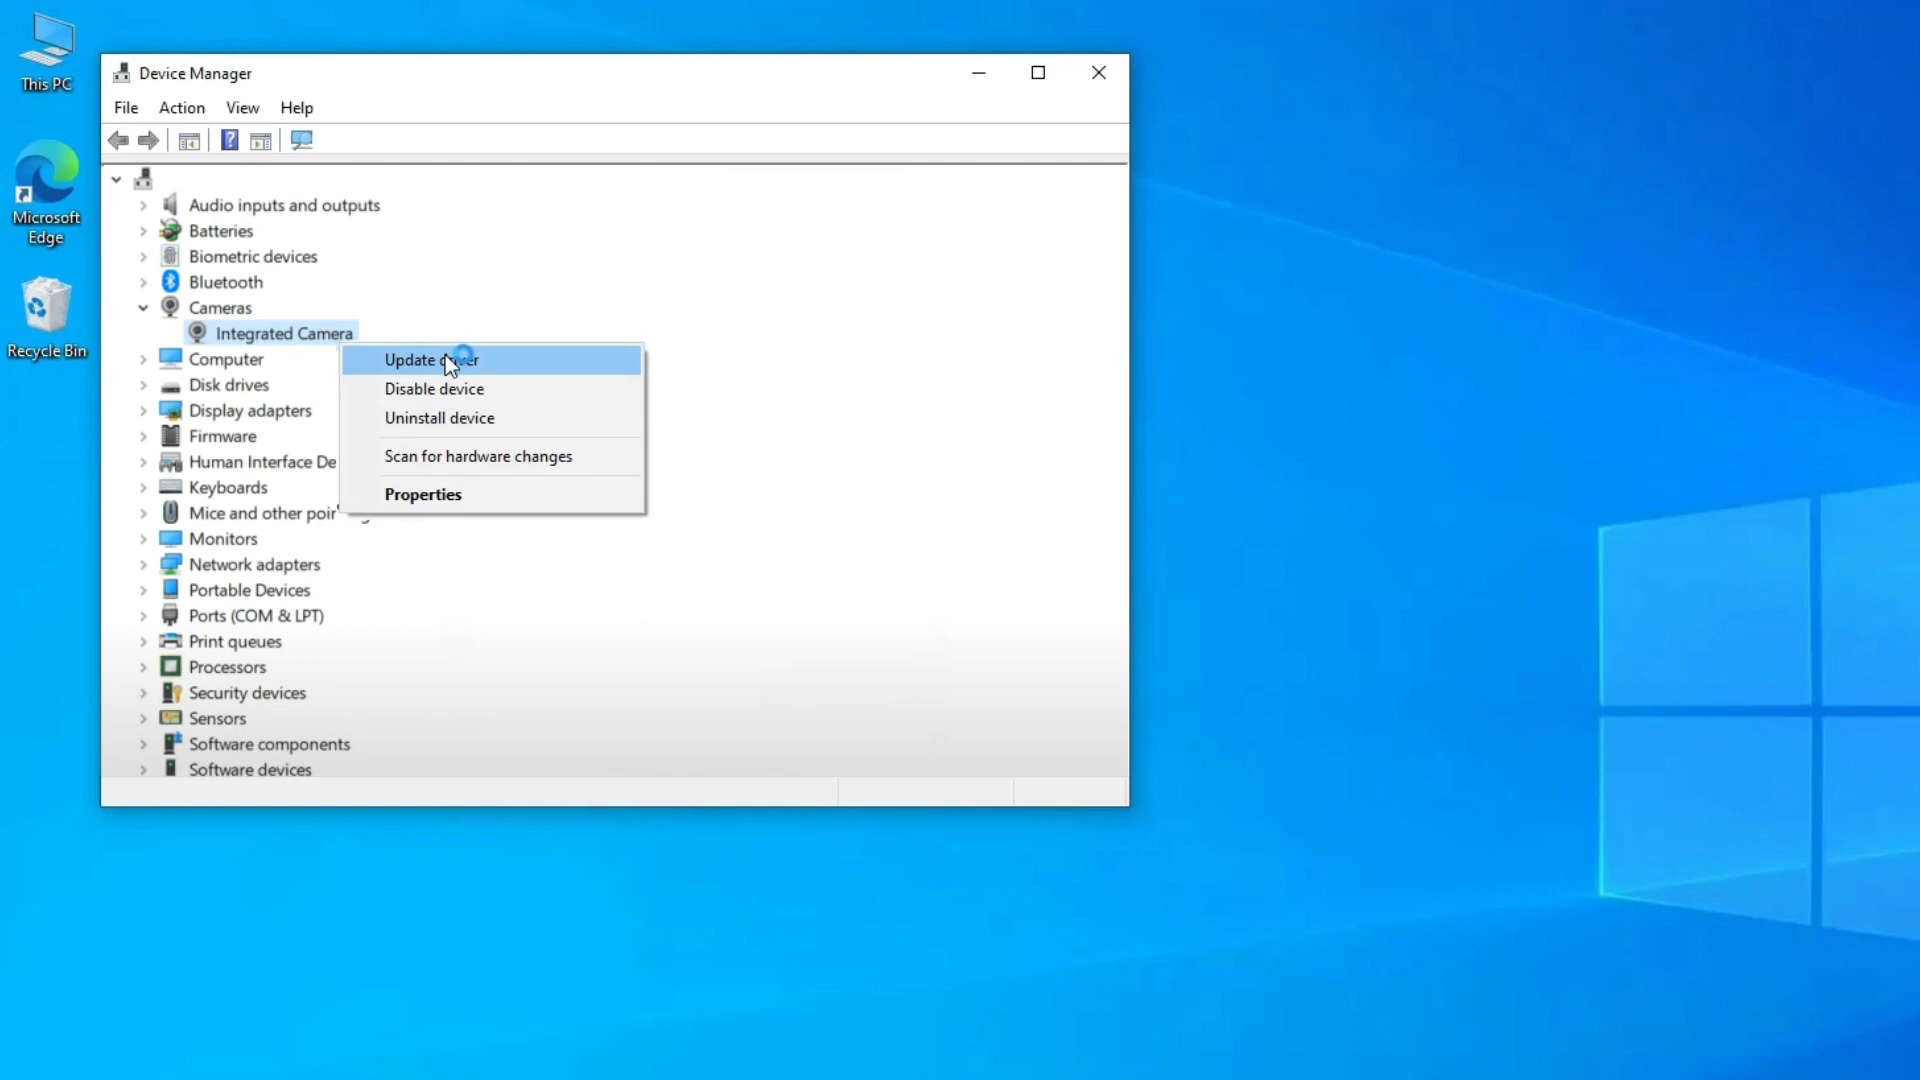 This PC
Microsoft
Edge
Recycle Bin
Device Manager
File Action View Help
Audio inputs and outputs
Batteries
Biometric devices
Bluetooth
Cameras
Integrated Camera
Computer
Disk drives
Display adapters
Firmware
Human Interface De
Keyboards
Mice and other poin
Monitors
Network adapters
Portable Devices
Ports (COM & LPT)
Print queues
Processors
Security devices
Sensors
Software components
Software devices
Update driver
Disable device
Uninstall device
Scan for hardware changes
Properties